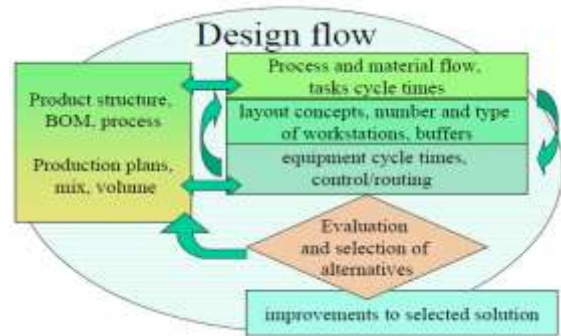 Design flow
Product structure,
BOM, process
Production plans,
mix, volume
Process and material flow,
tasks cycle times
layout concepts, number and type
of workstations, buffers
equipment cycle times,
control/routing
Evaluation
and selection of
alternatives
improvements to selected solution